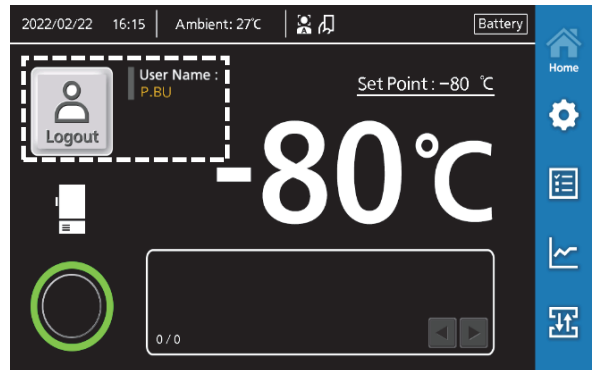 2022/02/22 16:15 Ambient: 27℃ Battery
Home
User Name :
P.BU
Logout
Set Point : −80 ℃
-80℃
0 / 0